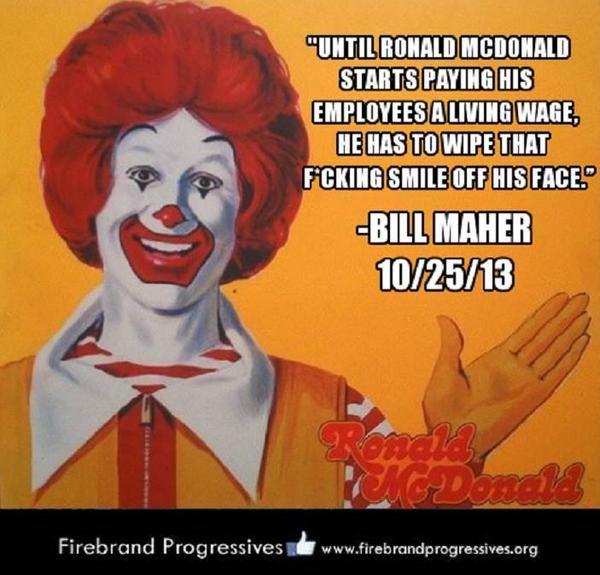 "UNTIL RONALD MCDONALD
STARTS PAYING HIS
EMPLOYEES A LIVING WAGE,
HE HAS TO WIPE THAT
F*CKING SMILE OFF HIS FACE."
-BILL MAHER
10/25/13
Ronald
McDonald
Firebrand Progressives www.firebrandprogressives.org